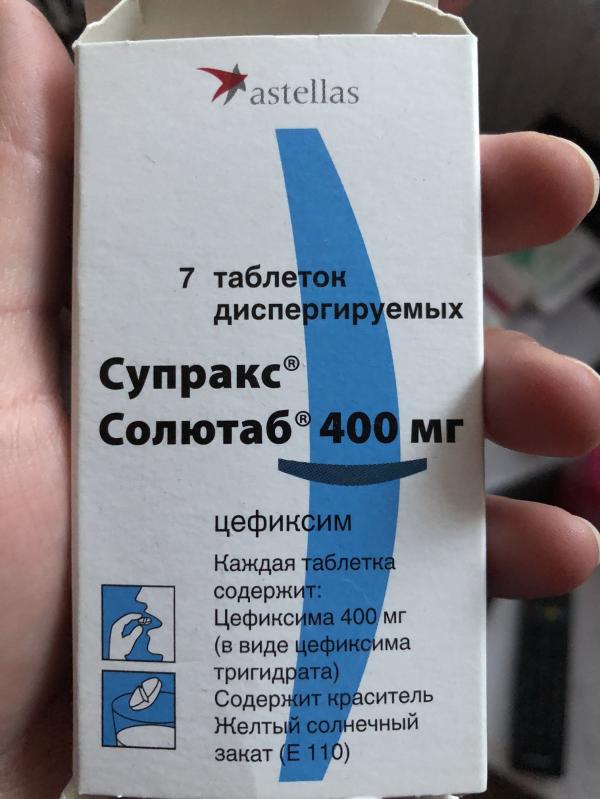 astellas
7 таблеток
диспергируемых
Супракс®
Солютаб® 400 мг
цефиксим
Каждая таблетка
содержит:
Цефиксима 400 мг
(в виде цефиксима
тригидрата)
Содержит краситель
Желтый солнечный
закат (Е 110)